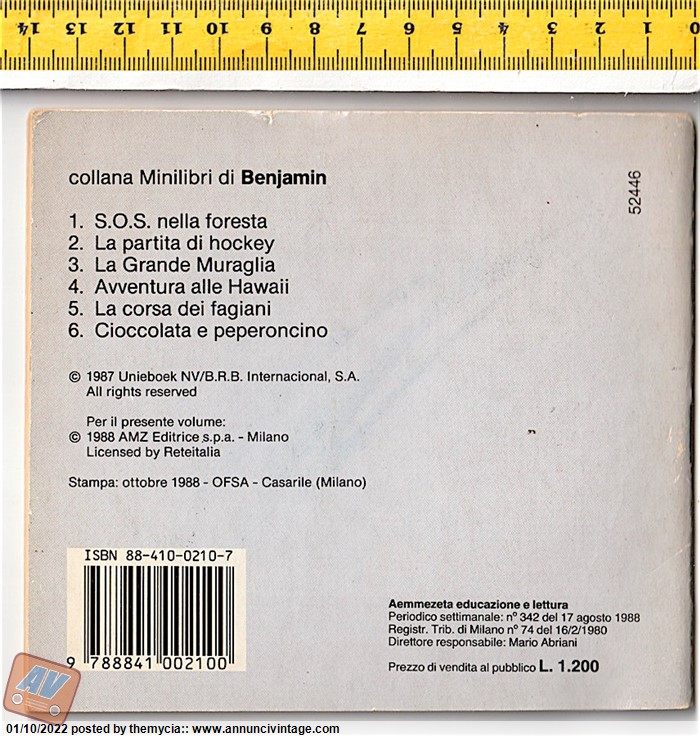 14 13 12 11 10 9 8 7 6 5 4 3 2 1 0
collana Minilibri di Benjamin
52446
1. S.O.S. nella foresta
2. La partita di hockey
3. La Grande Muraglia
4. Avventura alle Hawaii
5. La corsa dei fagiani
6. Cioccolata e peperoncino
© 1987 Unieboek NV/B.R.B. Internacional, S.A.
All rights reserved
Per il presente volume:
© 1988 AMZ Editrice s.p.a. - Milano
Licensed by Reteitalia
Stampa: ottobre 1988 - OFSA - Casarile (Milano)
ISBN 88-410-0210-7
9 788841 002100
Aemmezeta educazione e lettura
Periodico settimanale: n° 342 del 17 agosto 1988
Registr. Trib. di Milano n° 74 del 16/2/1980
Direttore responsabile: Mario Abriani
Prezzo di vendita al pubblico L. 1.200
AV
01/10/2022 posted by themycia:: www.annuncivintage.com